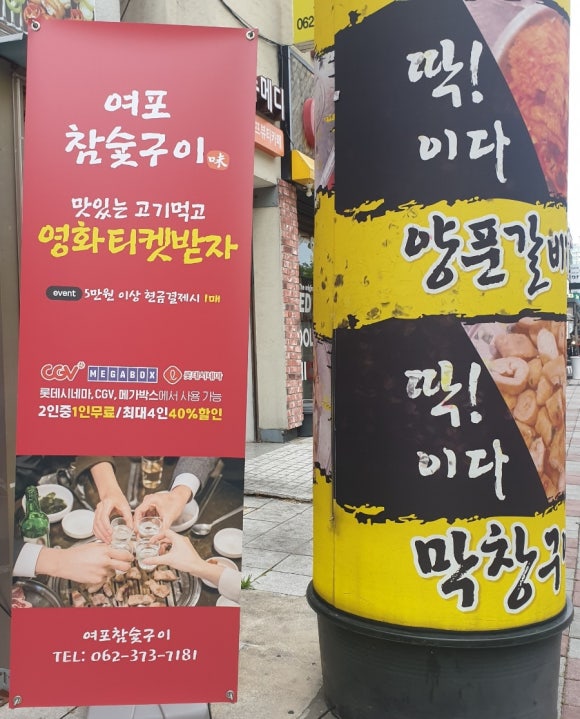 여포
참숯구이 味
맛있는 고기먹고
영화티켓받자
event 5만원 이상 현금결제시 1매
CGV MEGABOX 롯데시네마
롯데시네마, CGV, 메가박스에서 사용 가능
2인중1인무료/최대4인40%할인
여포참숯구이
TEL: 062-373-7181
062
메디
딱!
이다
양푼갈비
딱!
이다
막창구